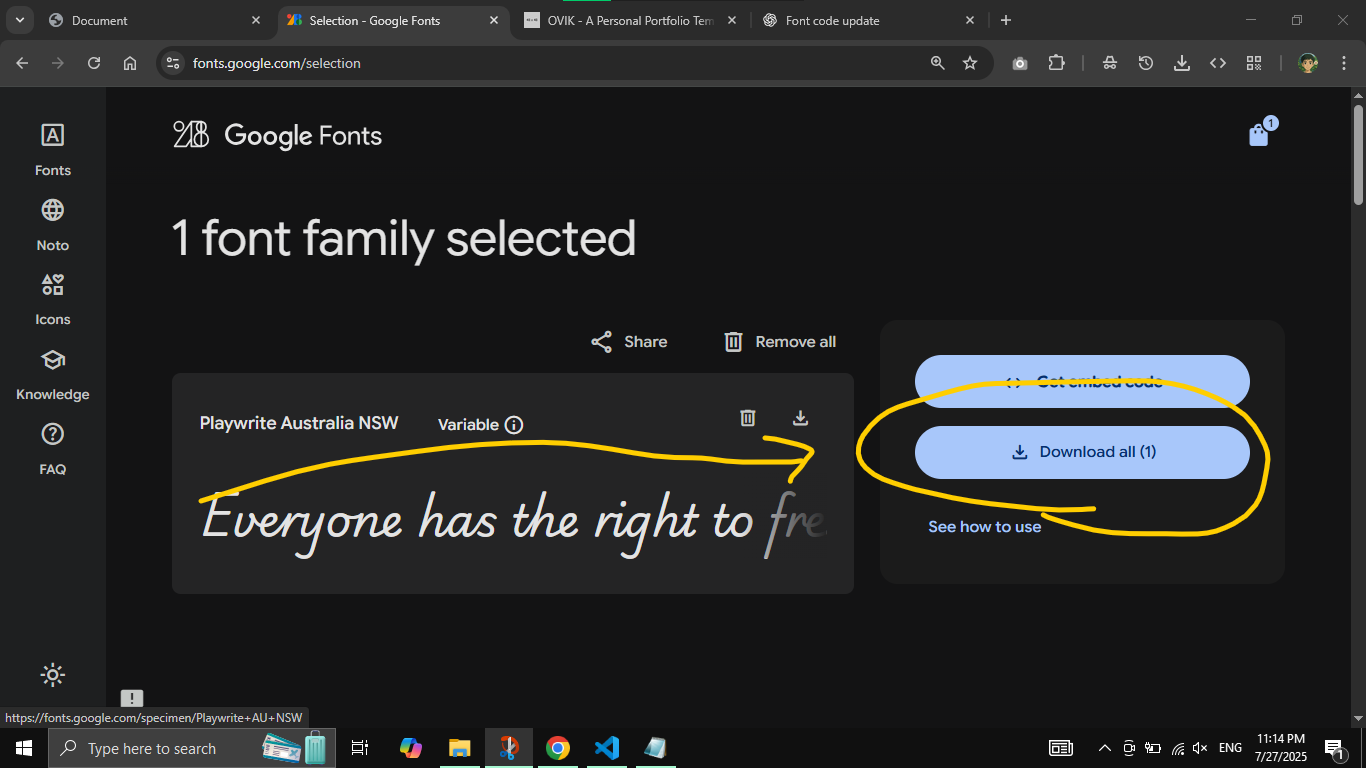 Document
Selection - Google Fonts
OVIK - A Personal Portfolio Tem
Font code update
fonts.google.com/selection
Google Fonts
1
Fonts
Noto
Icons
Knowledge
FAQ
1 font family selected
Share
Remove all
Playwrite Australia NSW
Variable
Everyone has the right to fre
Get embed code
Download all (1)
See how to use
https://fonts.google.com/specimen/Playwrite+AU+NSW
Type here to search
ENG
11:14 PM
7/27/2025
1